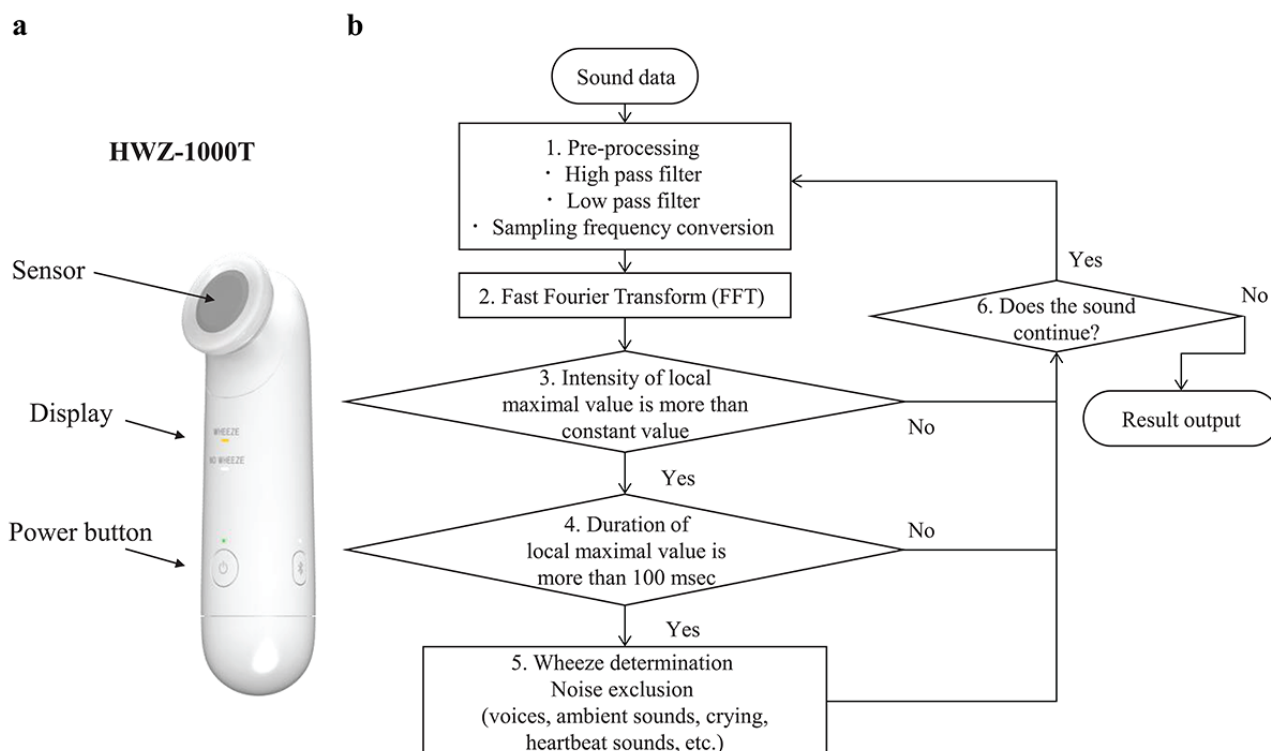 a
b
HWZ-1000T
Sensor
Display
Power button
WHEEZE
NO WHEEZE
Sound data
1. Pre-processing
・ High pass filter
・ Low pass filter
・ Sampling frequency conversion
2. Fast Fourier Transform (FFT)
3. Intensity of local
maximal value is more than
constant value
No
Yes
4. Duration of
local maximal value is
more than 100 msec
No
Yes
5. Wheeze determination
Noise exclusion
(voices, ambient sounds, crying,
heartbeat sounds, etc.)
6. Does the sound
continue?
Yes
No
Result output